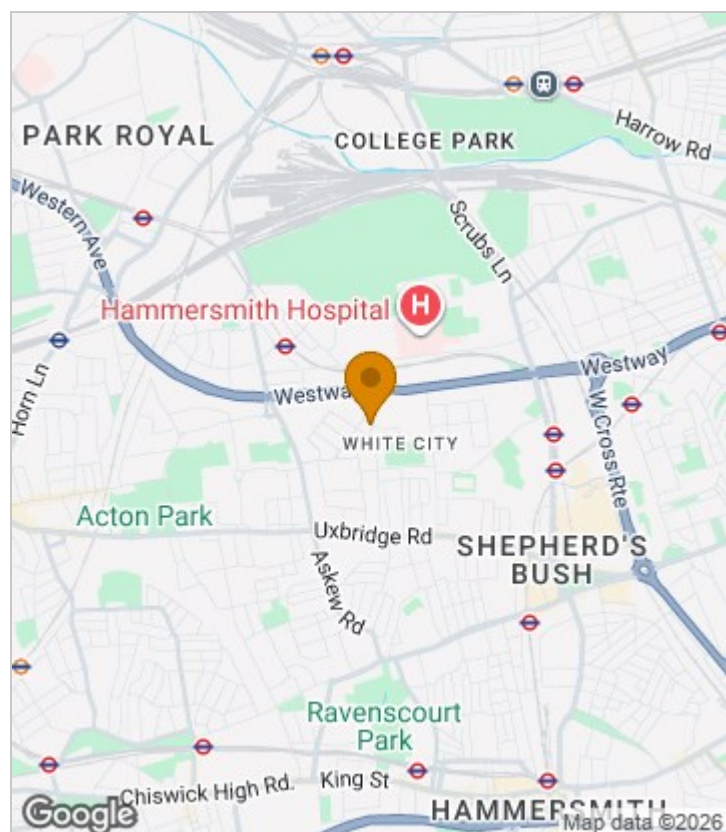 PARK ROYAL
COLLEGE PARK
Harrow Rd
Western Ave
Scrubs Ln
Hammersmith Hospital
H
Horn Ln
Westway
W Cross Rte
WHITE CITY
Acton Park
Uxbridge Rd
SHEPHERD'S
BUSH
Askew Rd
Ravenscourt
Park
Chiswick High Rd.
King St
HAMMERSMITH
Google
Map data ©2026